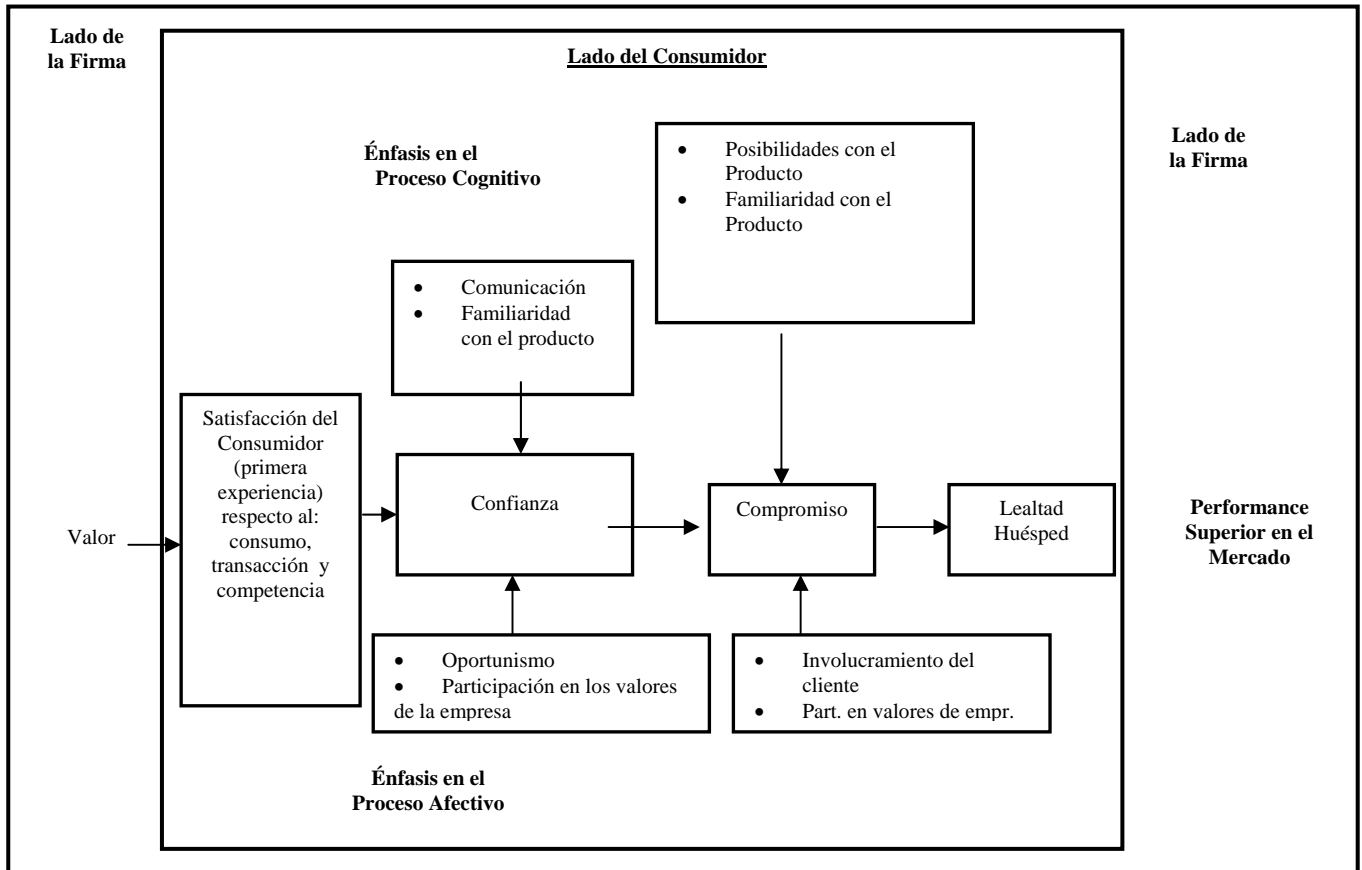 Lado de
la Firma
Lado del Consumidor
Lado de
la Firma
Énfasis en el
Proceso Cognitivo
• Posibilidades con el
Producto
• Familiaridad con el
Producto
• Comunicación
• Familiaridad
con el producto
Valor
Satisfacción del
Consumidor
(primera
experiencia)
respecto al:
consumo,
transacción y
competencia
Confianza
Compromiso
Lealtad
Huésped
Performance
Superior en el
Mercado
• Oportunismo
• Participación en los valores
de la empresa
• Involucramiento del
cliente
• Part. en valores de empr.
Énfasis en el
Proceso Afectivo